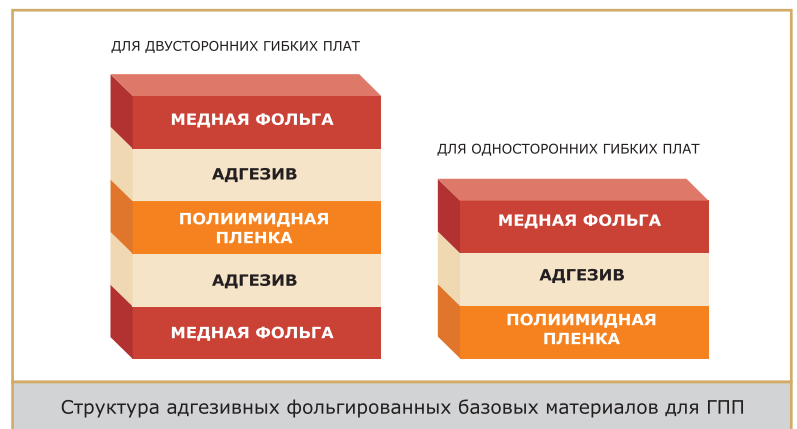 ДЛЯ ДВУСТОРОННИХ ГИБКИХ ПЛАТ
МЕДНАЯ ФОЛЬГА
АДГЕЗИВ
ПОЛИИМИДНАЯ
ПЛЕНКА
АДГЕЗИВ
МЕДНАЯ ФОЛЬГА
ДЛЯ ОДНОСТОРОННИХ ГИБКИХ ПЛАТ
МЕДНАЯ ФОЛЬГА
АДГЕЗИВ
ПОЛИИМИДНАЯ
ПЛЕНКА
Структура адгезивных фольгированных базовых материалов для ГПП